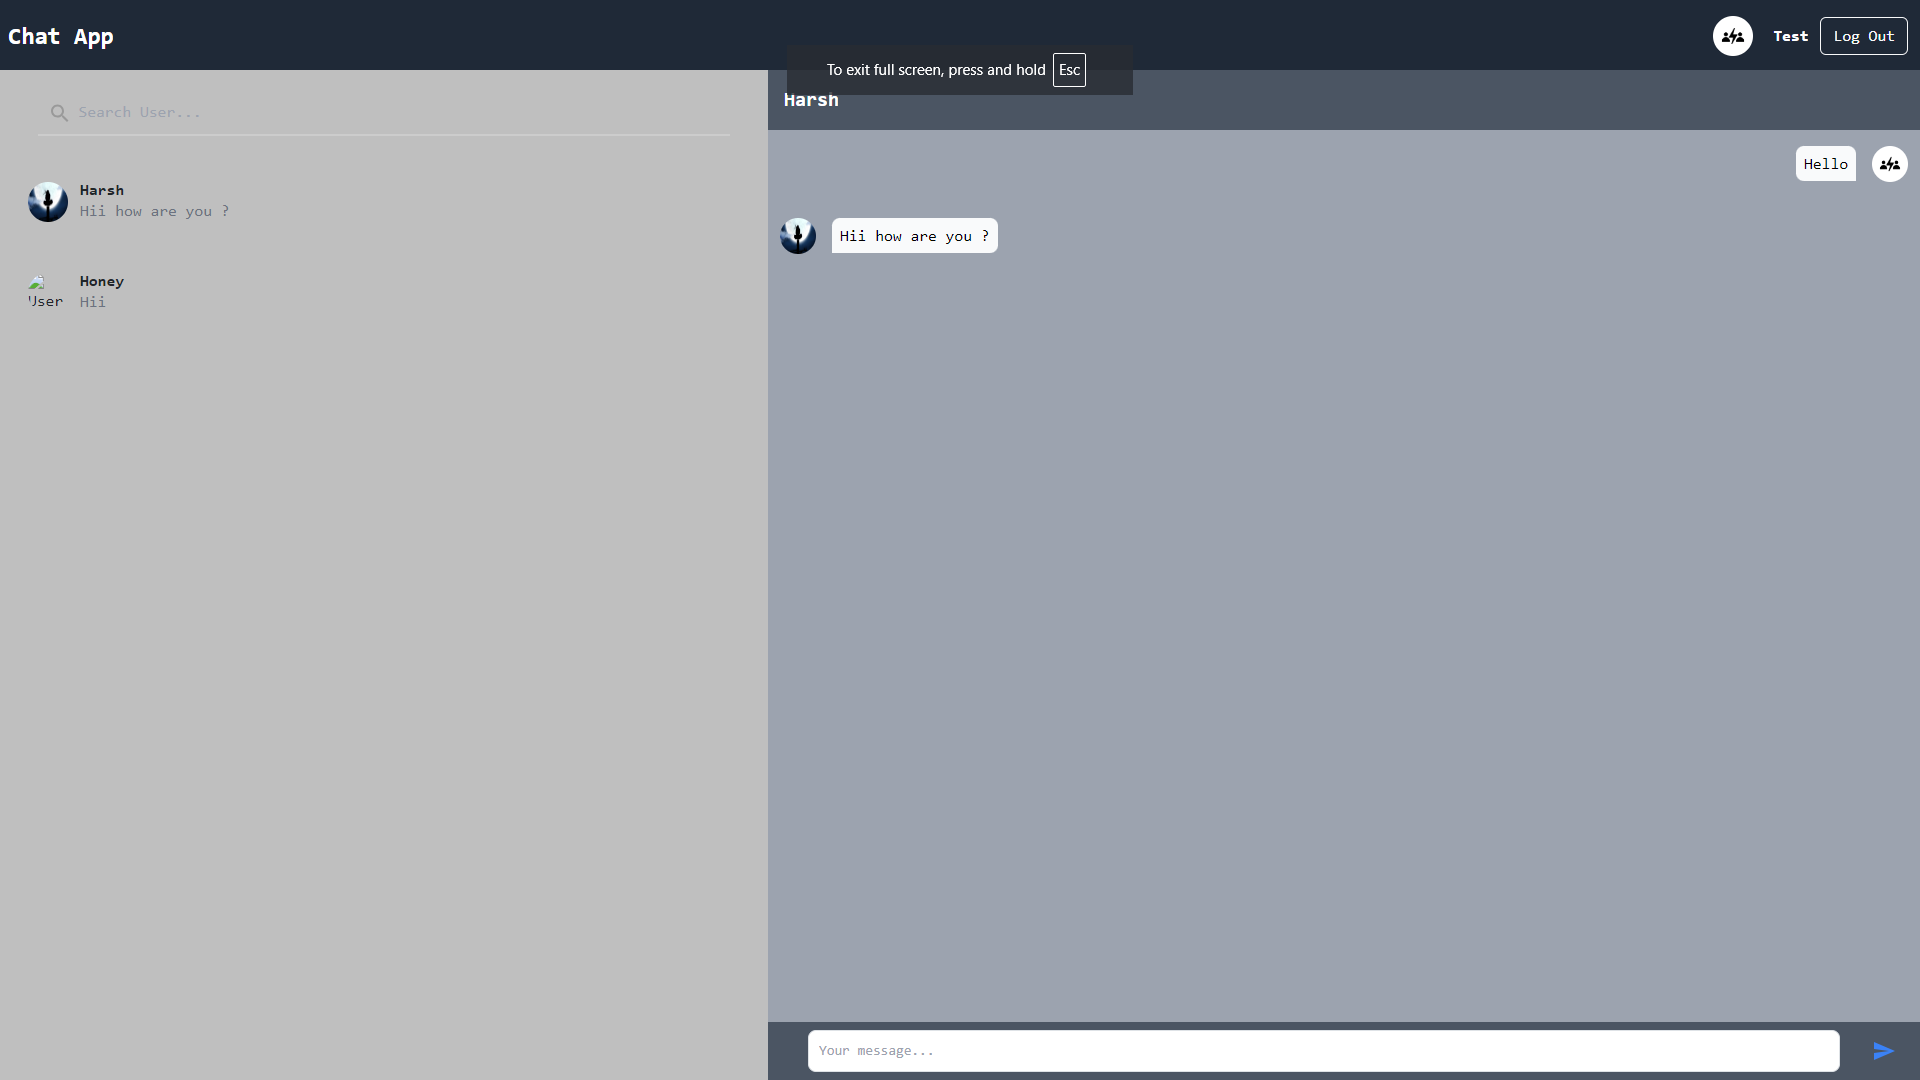 Chat App
Test
Log Out
To exit full screen, press and hold Esc
Search User...
Harsh
Hii how are you ?
Honey
Hii
User
Harsh
Hello
Hii how are you ?
Your message...